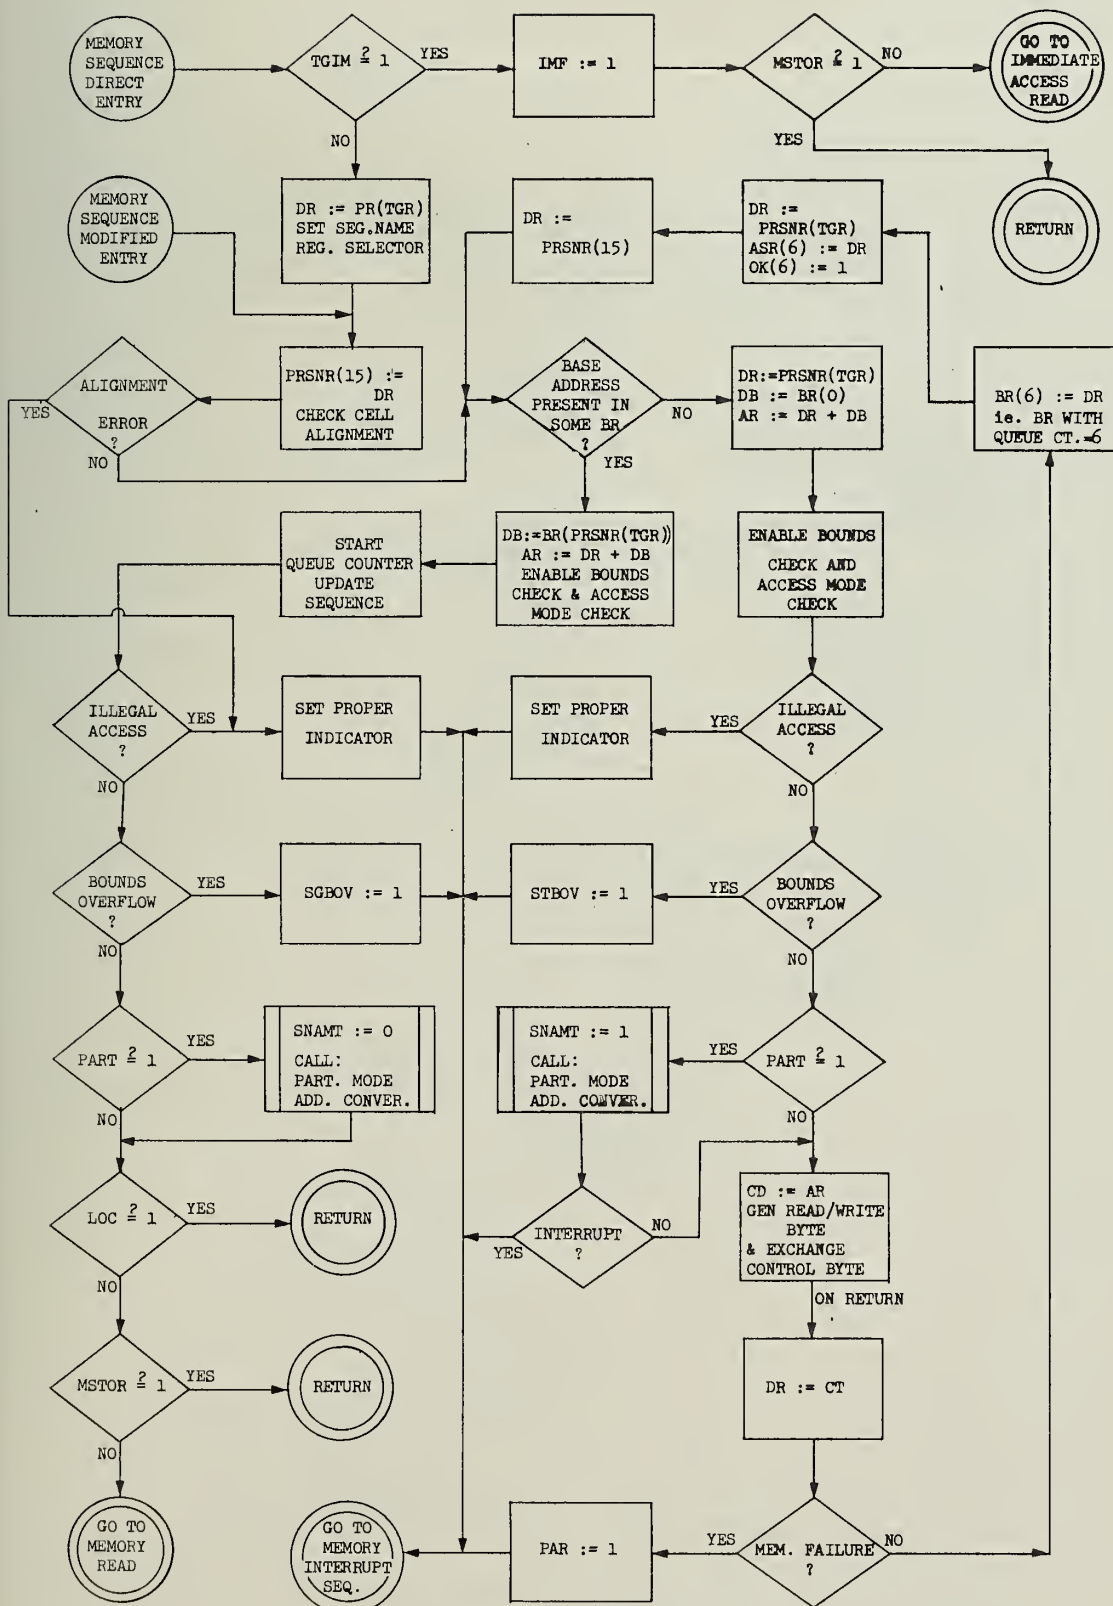 MEMORY
SEQUENCE
DIRECT
ENTRY
TGIM ≟ 1
YES
NO
IMF := 1
MSTOR ≟ 1
NO
YES
GO TO
IMMEDIATE
ACCESS
READ
RETURN
MEMORY
SEQUENCE
MODIFIED
ENTRY
DR := PR(TGR)
SET SEG.NAME
REG. SELECTOR
DR :=
PRSNR(15)
DR :=
PRSNR(TGR)
ASR(6) := DR
OK(6) := 1
ALIGNMENT
ERROR
?
YES
NO
PRSNR(15) :=
DR
CHECK CELL
ALIGNMENT
BASE
ADDRESS
PRESENT IN
SOME BR
?
NO
YES
DR:=PRSNR(TGR)
DB := BR(0)
AR := DR + DB
BR(6) := DR
ie. BR WITH
QUEUE CT.=6
START
QUEUE COUNTER
UPDATE
SEQUENCE
DB:=BR(PRSNR(TGR))
AR := DR + DB
ENABLE BOUNDS
CHECK & ACCESS
MODE CHECK
ENABLE BOUNDS
CHECK AND
ACCESS MODE
CHECK
ILLEGAL
ACCESS
?
YES
NO
SET PROPER
INDICATOR
SET PROPER
INDICATOR
YES
ILLEGAL
ACCESS
?
NO
BOUNDS
OVERFLOW
?
YES
NO
SGBOV := 1
STBOV := 1
YES
BOUNDS
OVERFLOW
?
NO
PART ≟ 1
YES
NO
SNAMT := 0
CALL:
PART. MODE
ADD. CONVER.
SNAMT := 1
CALL:
PART. MODE
ADD. CONVER.
YES
PART ≟ 1
NO
LOC ≟ 1
YES
NO
RETURN
INTERRUPT
?
YES
NO
CD := AR
GEN READ/WRITE
BYTE
& EXCHANGE
CONTROL BYTE
ON RETURN
MSTOR ≟ 1
YES
NO
RETURN
DR := CT
GO TO
MEMORY
READ
GO TO
MEMORY
INTERRUPT
SEQ.
PAR := 1
YES
MEM. FAILURE
?
NO